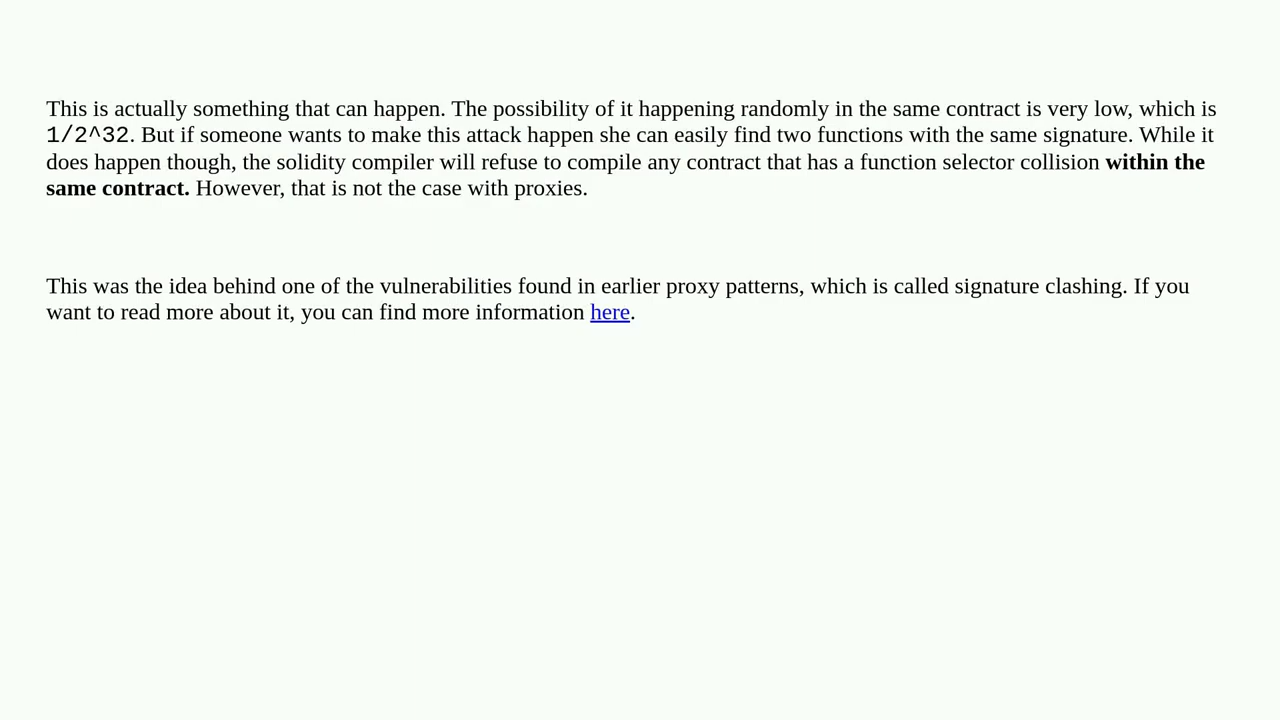 This is actually something that can happen. The possibility of it happening randomly in the same contract is very low, which is
1/2^32. But if someone wants to make this attack happen she can easily find two functions with the same signature. While it
does happen though, the solidity compiler will refuse to compile any contract that has a function selector collision within the
same contract. However, that is not the case with proxies.
This was the idea behind one of the vulnerabilities found in earlier proxy patterns, which is called signature clashing. If you
want to read more about it, you can find more information here.